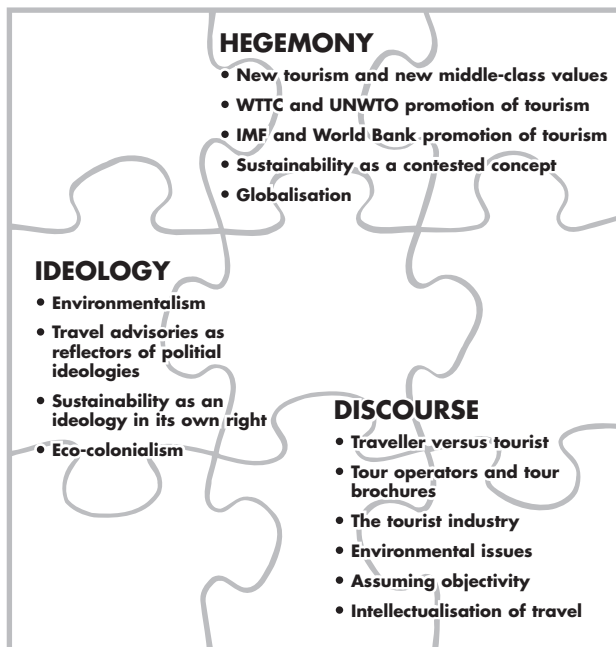 HEGEMONY
• New tourism and new middle-class values
• WTTC and UNWTO promotion of tourism
• IMF and World Bank promotion of tourism
• Sustainability as a contested concept
• Globalisation
IDEOLOGY
• Environmentalism
• Travel advisories as
reflectors of politial
ideologies
• Sustainability as an
ideology in its own right
• Eco-colonialism
DISCOURSE
• Traveller versus tourist
• Tour operators and tour
brochures
• The tourist industry
• Environmental issues
• Assuming objectivity
• Intellectualisation of travel